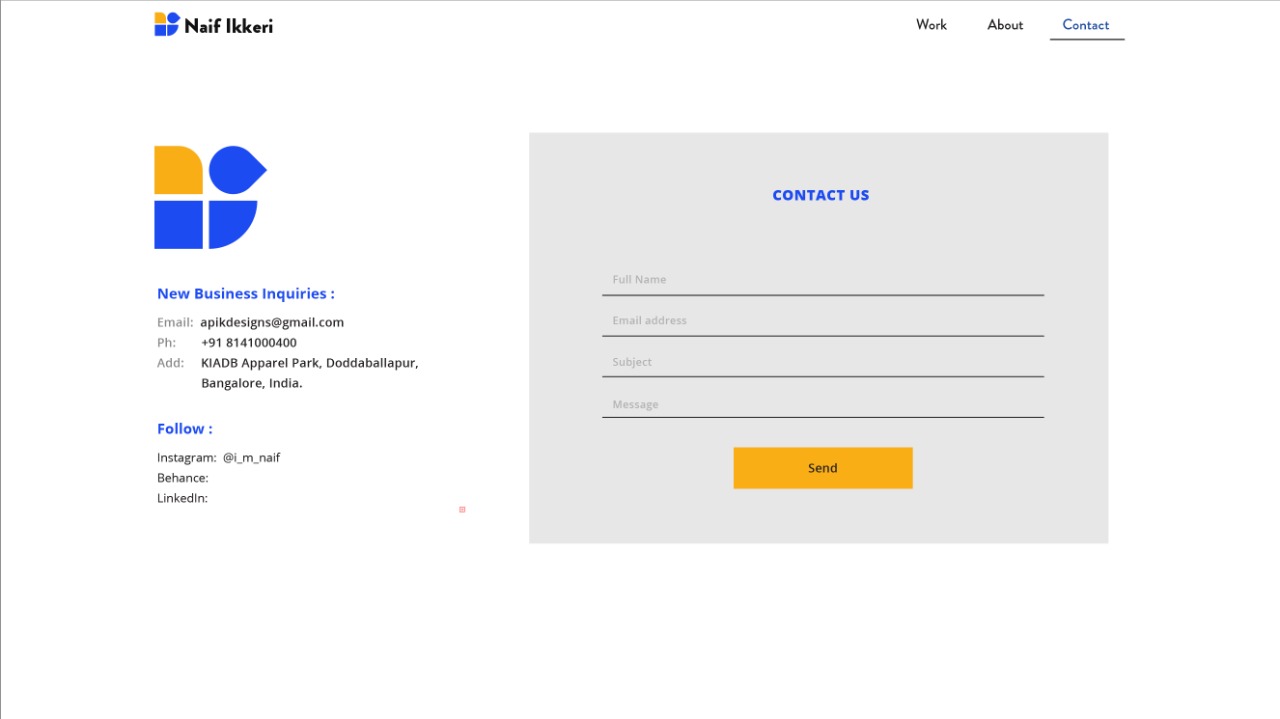 Naif Ikkeri
Work
About
Contact
New Business Inquiries :
Email: apikdesigns@gmail.com
Ph: +91 8141000400
Add: KIADB Apparel Park, Doddaballapur,
Bangalore, India.
Follow :
Instagram: @i_m_naif
Behance:
LinkedIn:
CONTACT US
Full Name
Email address
Subject
Message
Send